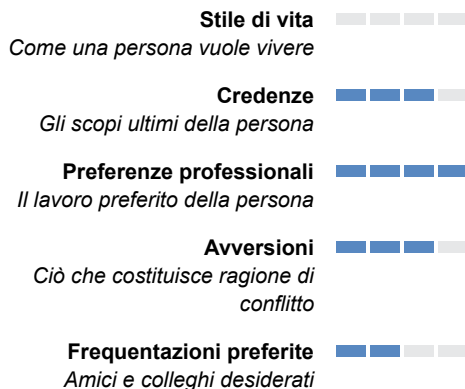 Stile di vita
Come una persona vuole vivere
Credenze
Gli scopi ultimi della persona
Preferenze professionali
Il lavoro preferito della persona
Avversioni
Ciò che costituisce ragione di
conflitto
Frequentazioni preferite
Amici e colleghi desiderati